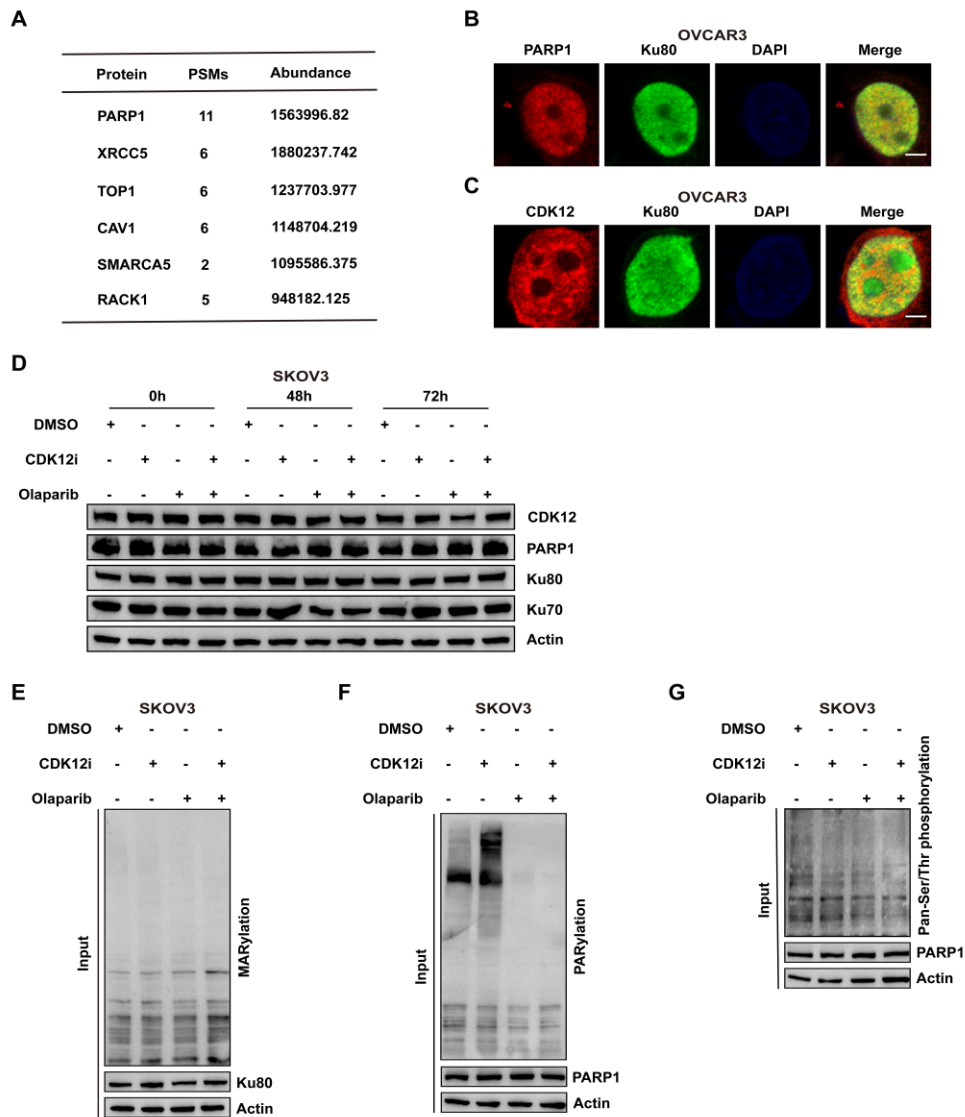 A
Protein PSMs Abundance
PARP1 11 1563996.82
XRCC5 6 1880237.742
TOP1 6 1237703.977
CAV1 6 1148704.219
SMARCA5 2 1095586.375
RACK1 5 948182.125
B
OVCAR3
PARP1 Ku80 DAPI Merge
C
OVCAR3
CDK12 Ku80 DAPI Merge
D
SKOV3
0h 48h 72h
DMSO + - - - + - - - + - - -
CDK12i - + - + - + - + - + - +
Olaparib - - + + - - + + - - + +
CDK12
PARP1
Ku80
Ku70
Actin
E
SKOV3
DMSO + - - -
CDK12i - + - +
Olaparib - - + +
Input
MARylation
Ku80
Actin
F
SKOV3
DMSO + - - -
CDK12i - + - +
Olaparib - - + +
Input
PARylation
PARP1
Actin
G
SKOV3
DMSO + - - -
CDK12i - + - +
Olaparib - - + +
Input
Pan-Ser/Thr phosphorylation
PARP1
Actin